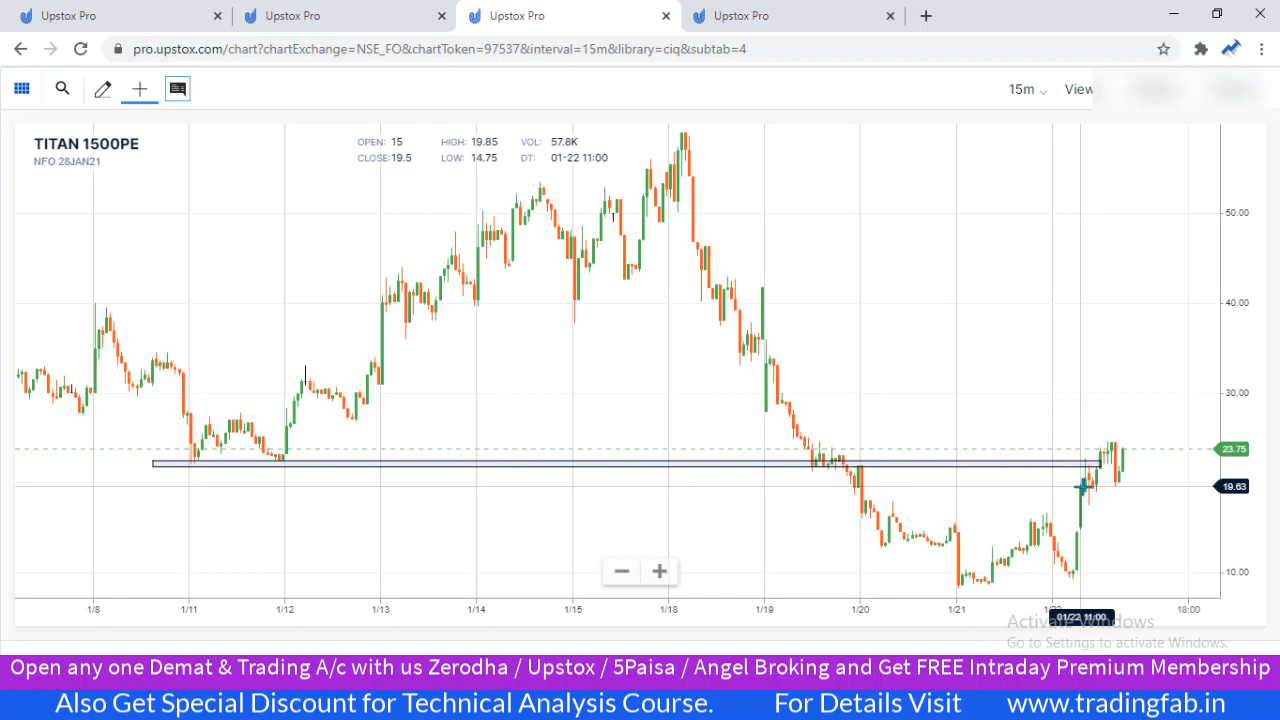 Upstox Pro
Upstox Pro
Upstox Pro
Upstox Pro
pro.upstox.com/chart?chartExchange=NSE_FO&chartToken=97537&interval=15m&library=ciq&subtab=4
15m
View
TITAN 1500PE
NFO 28JAN21
OPEN: 15 HIGH: 19.85 VOL: 57.8K
CLOSE:19.5 LOW: 14.75 DT: 01-22 11:00
50.00
40.00
30.00
23.75
19.63
10.00
1/8 1/11 1/12 1/13 1/14 1/15 1/18 1/19 1/20 1/21 18:00
01/22 11:00
Activate Windows
Go to Settings to activate Windows.
Open any one Demat & Trading A/c with us Zerodha / Upstox / 5Paisa / Angel Broking and Get FREE Intraday Premium Membership
Also Get Special Discount for Technical Analysis Course. For Details Visit www.tradingfab.in